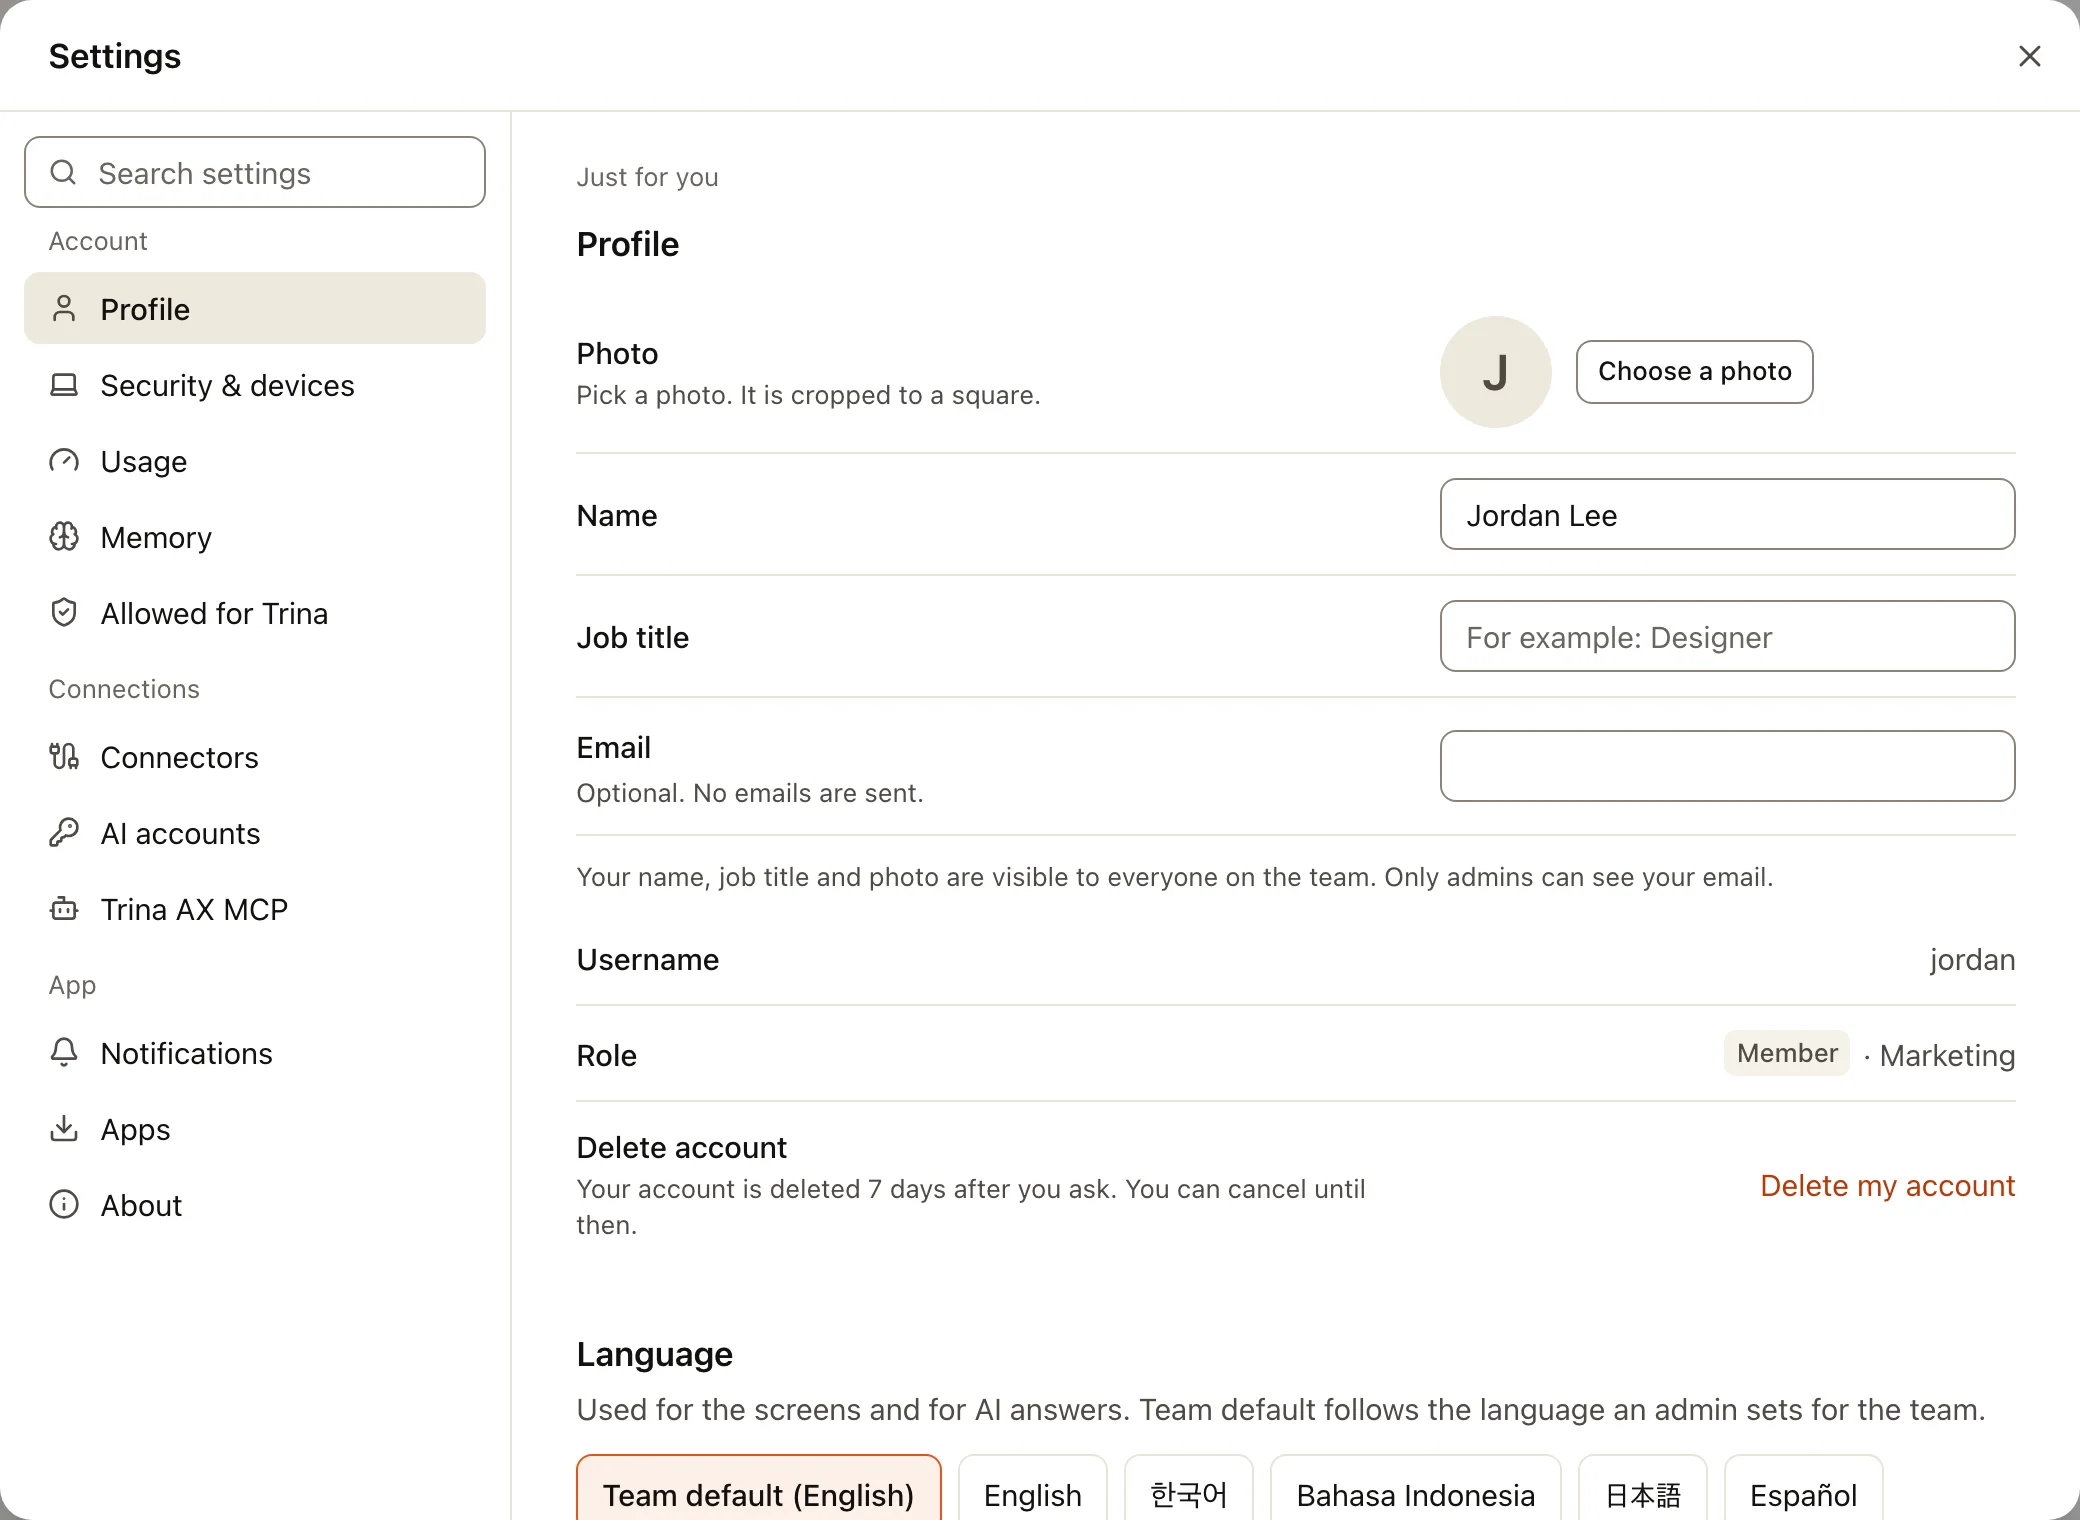 Settings
Search settings
Account
Profile
Security & devices
Usage
Memory
Allowed for Trina
Connections
Connectors
AI accounts
Trina AX MCP
App
Notifications
Apps
About
Just for you
Profile
Photo
Pick a photo. It is cropped to a square.
J
Choose a photo
Name
Jordan Lee
Job title
For example: Designer
Email
Optional. No emails are sent.
Your name, job title and photo are visible to everyone on the team. Only admins can see your email.
Username
jordan
Role
Member · Marketing
Delete account
Your account is deleted 7 days after you ask. You can cancel until
then.
Delete my account
Language
Used for the screens and for AI answers. Team default follows the language an admin sets for the team.
Team default (English)
English
한국어
Bahasa Indonesia
日本語
Español